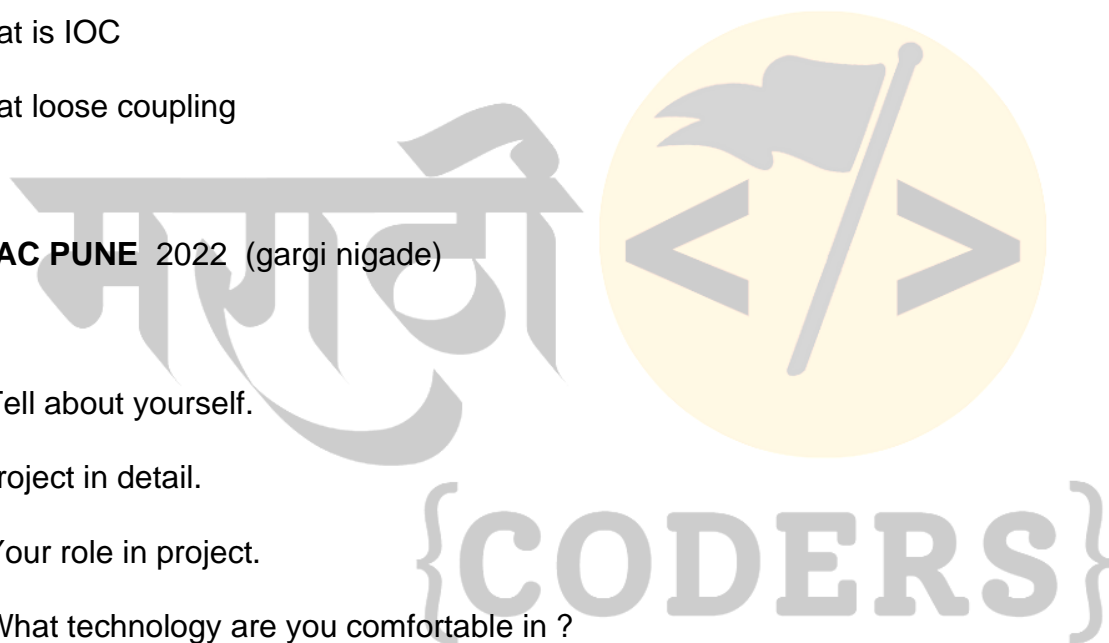 at is IOC
at loose coupling
मराठी
</>
AC PUNE 2022 (gargi nigade)
Tell about yourself.
roject in detail.
Your role in project.
{CODERS}
What technology are you comfortable in ?